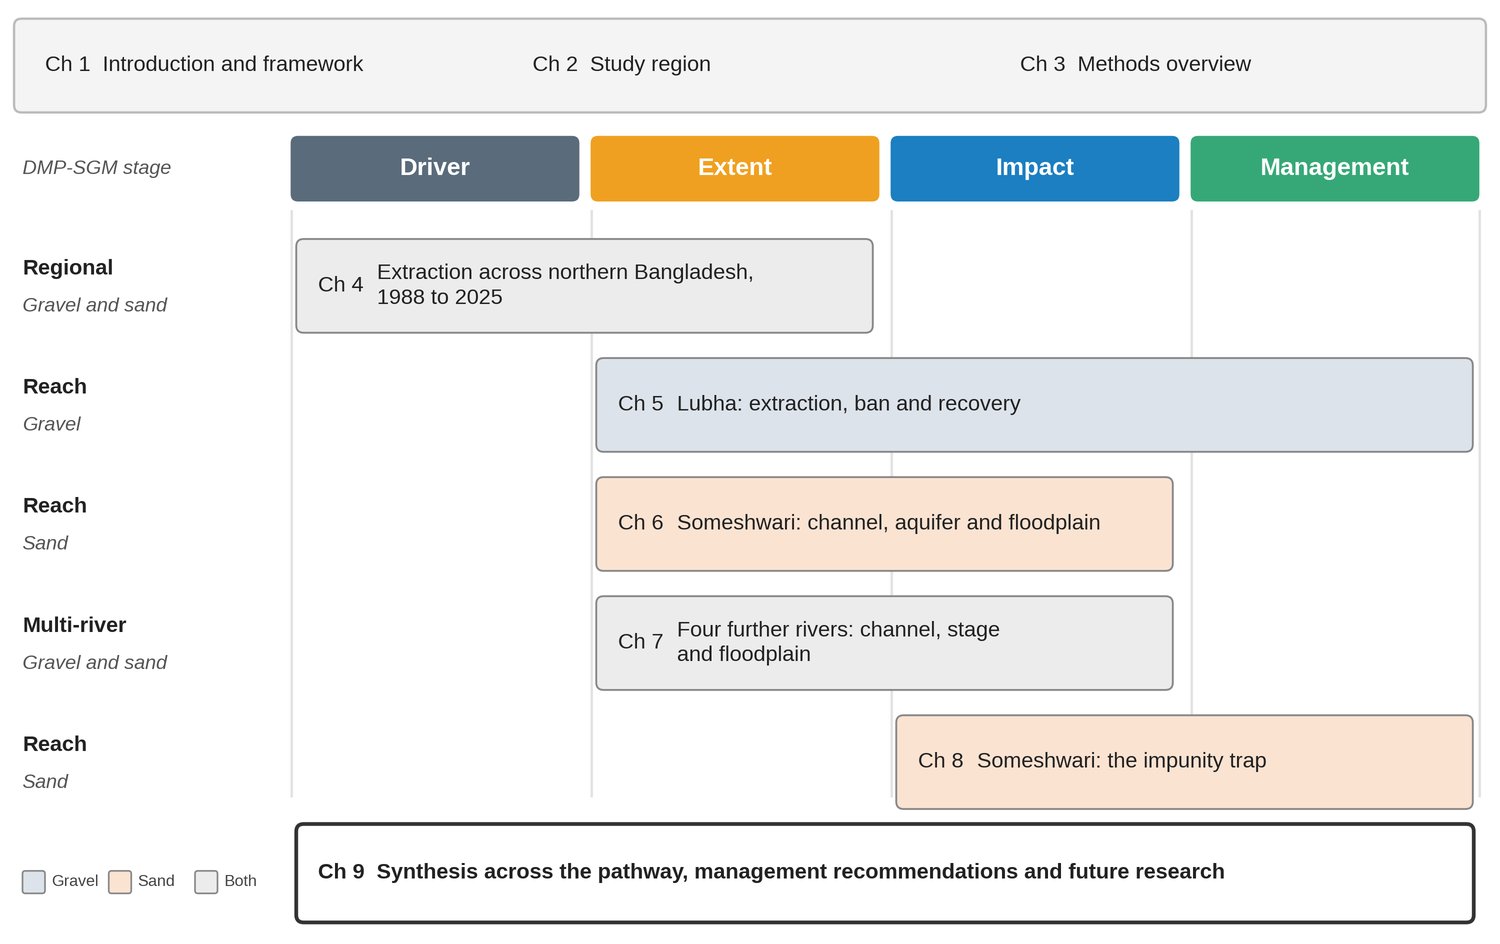 Ch 1 Introduction and framework
Ch 2 Study region
Ch 3 Methods overview
DMP-SGM stage
Driver
Extent
Impact
Management
Regional
Gravel and sand
Ch 4
Extraction across northern Bangladesh,
1988 to 2025
Reach
Gravel
Ch 5 Lubha: extraction, ban and recovery
Reach
Sand
Ch 6 Someshwari: channel, aquifer and floodplain
Multi-river
Gravel and sand
Ch 7
Four further rivers: channel, stage
and floodplain
Reach
Sand
Ch 8 Someshwari: the impunity trap
Gravel
Sand
Both
Ch 9 Synthesis across the pathway, management recommendations and future research